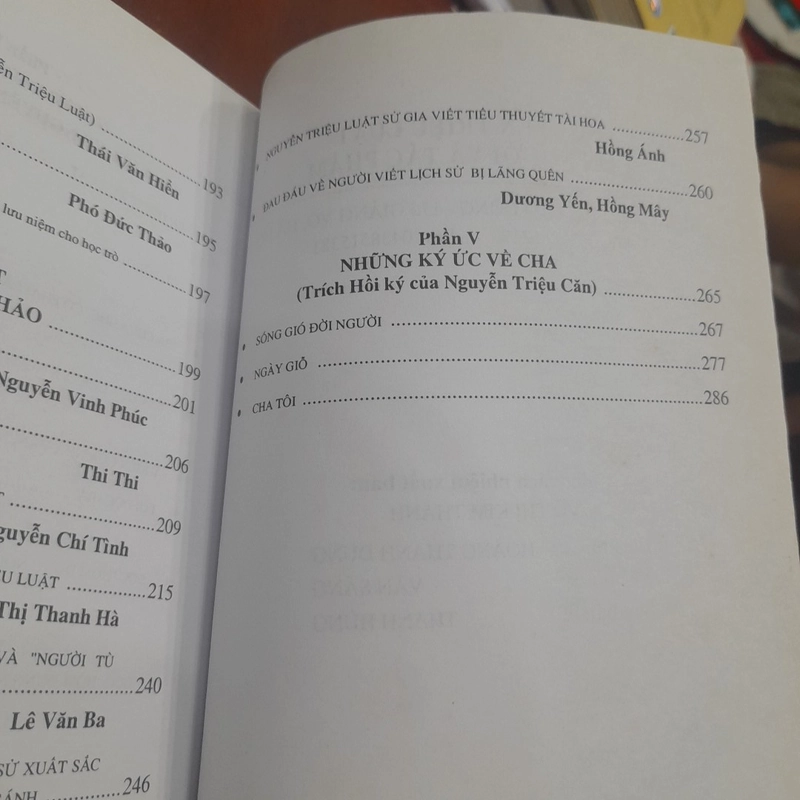 ễn Triệu Luật) ........................ 193
Thái Văn Hiền
........................ 195
Phó Đức Thảo
lưu niệm cho học trò ............ 197
T
HẢO ........................ 199
........................ 201
Nguyễn Vinh Phúc
........................ 206
Thi Thi
T ........................ 209
guyễn Chí Tình
ỆU LUẬT ................ 215
Thị Thanh Hà
VÀ "NGƯỜI TÙ
........................ 240
Lê Văn Ba
SỬ XUẤT SẮC
ÁNH ................ 246
• NGUYỄN TRIỆU LUẬT SỬ GIA VIẾT TIỂU THUYẾT TÀI HOA ............ 257
Hồng Ánh
• ĐAU ĐÁU VỀ NGƯỜI VIẾT LỊCH SỬ BỊ LÃNG QUÊN ................ 260
Dương Yến, Hồng Mây
Phần V
NHỮNG KÝ ỨC VỀ CHA
(Trích Hồi ký của Nguyễn Triệu Căn) ................ 265
• SÓNG GIÓ ĐỜI NGƯỜI ........................ 267
• NGÀY GIỖ ........................ 277
• CHA TÔI ........................ 286